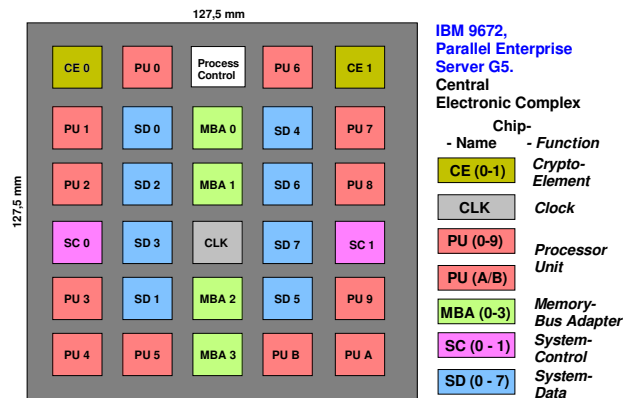 127,5 mm
127,5 mm
CE 0
PU 0
Process
Control
PU 6
CE 1
PU 1
SD 0
MBA 0
SD 4
PU 7
PU 2
SD 2
MBA 1
SD 6
PU 8
SC 0
SD 3
CLK
SD 7
SC 1
PU 3
SD 1
MBA 2
SD 5
PU 9
PU 4
PU 5
MBA 3
PU B
PU A
IBM 9672,
Parallel Enterprise
Server G5.
Central
Electronic Complex
Chip-
- Name - Function
CE (0-1) Crypto-
Element
CLK Clock
PU (0-9) Processor
PU (A/B) Unit
MBA (0-3) Memory-
Bus Adapter
SC (0 - 1) System-
Control
SD (0 - 7) System-
Data